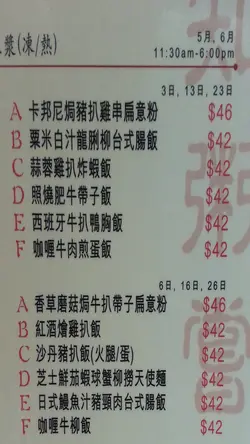 漿(凍/熱)
5月, 6月
11:30am-6:00pm
3日, 13日, 23日
A 卡邦尼焗豬扒雞串扁意粉 $46
B 粟米白汁龍脷柳台式腸飯 $42
C 蒜蓉雞扒炸蝦飯 $42
D 照燒肥牛帶子飯 $42
E 西班牙牛扒鴨胸飯 $42
F 咖喱牛肉煎蛋飯 $42
6日, 16日, 26日
A 香草磨菇焗牛扒帶子扁意粉 $46
B 紅酒燴雞扒飯 $42
C 沙丹豬扒飯(火腿/蛋) $42
D 芝士鮮茄蝦球蟹柳撈天使麵 $42
E 日式鰻魚汁豬頸肉台式腸飯 $42
F 咖喱牛柳飯 $42